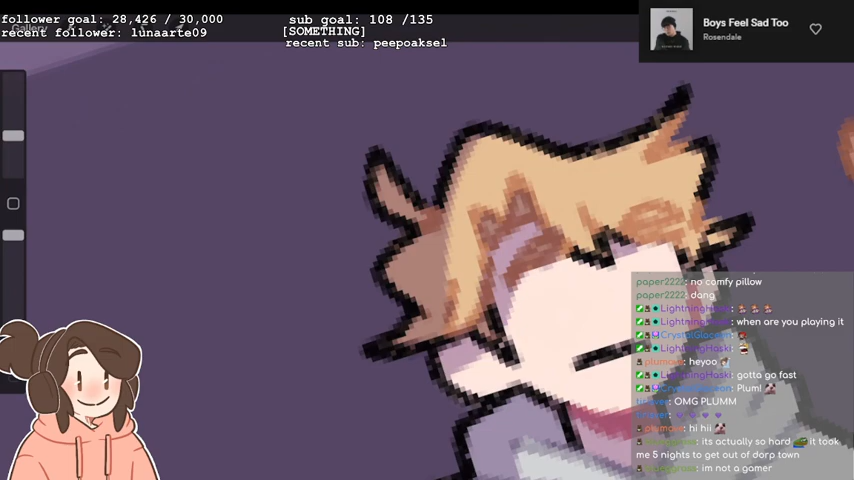 follower goal: 28,426 / 30,000
recent follower: lunaarte09
sub goal: 108 /135
[SOMETHING]
recent sub: peepoaksel
Gallery
Boys Feel Sad Too
Rosendale
paper2222: no comfy pillow
paper2222: dang
when are you playing it
heyoo
gotta go fast
Plum!
OMG PLUMM
hi hii
its actually so hard it took
me 5 nights to get out of dorp town
im not a gamer